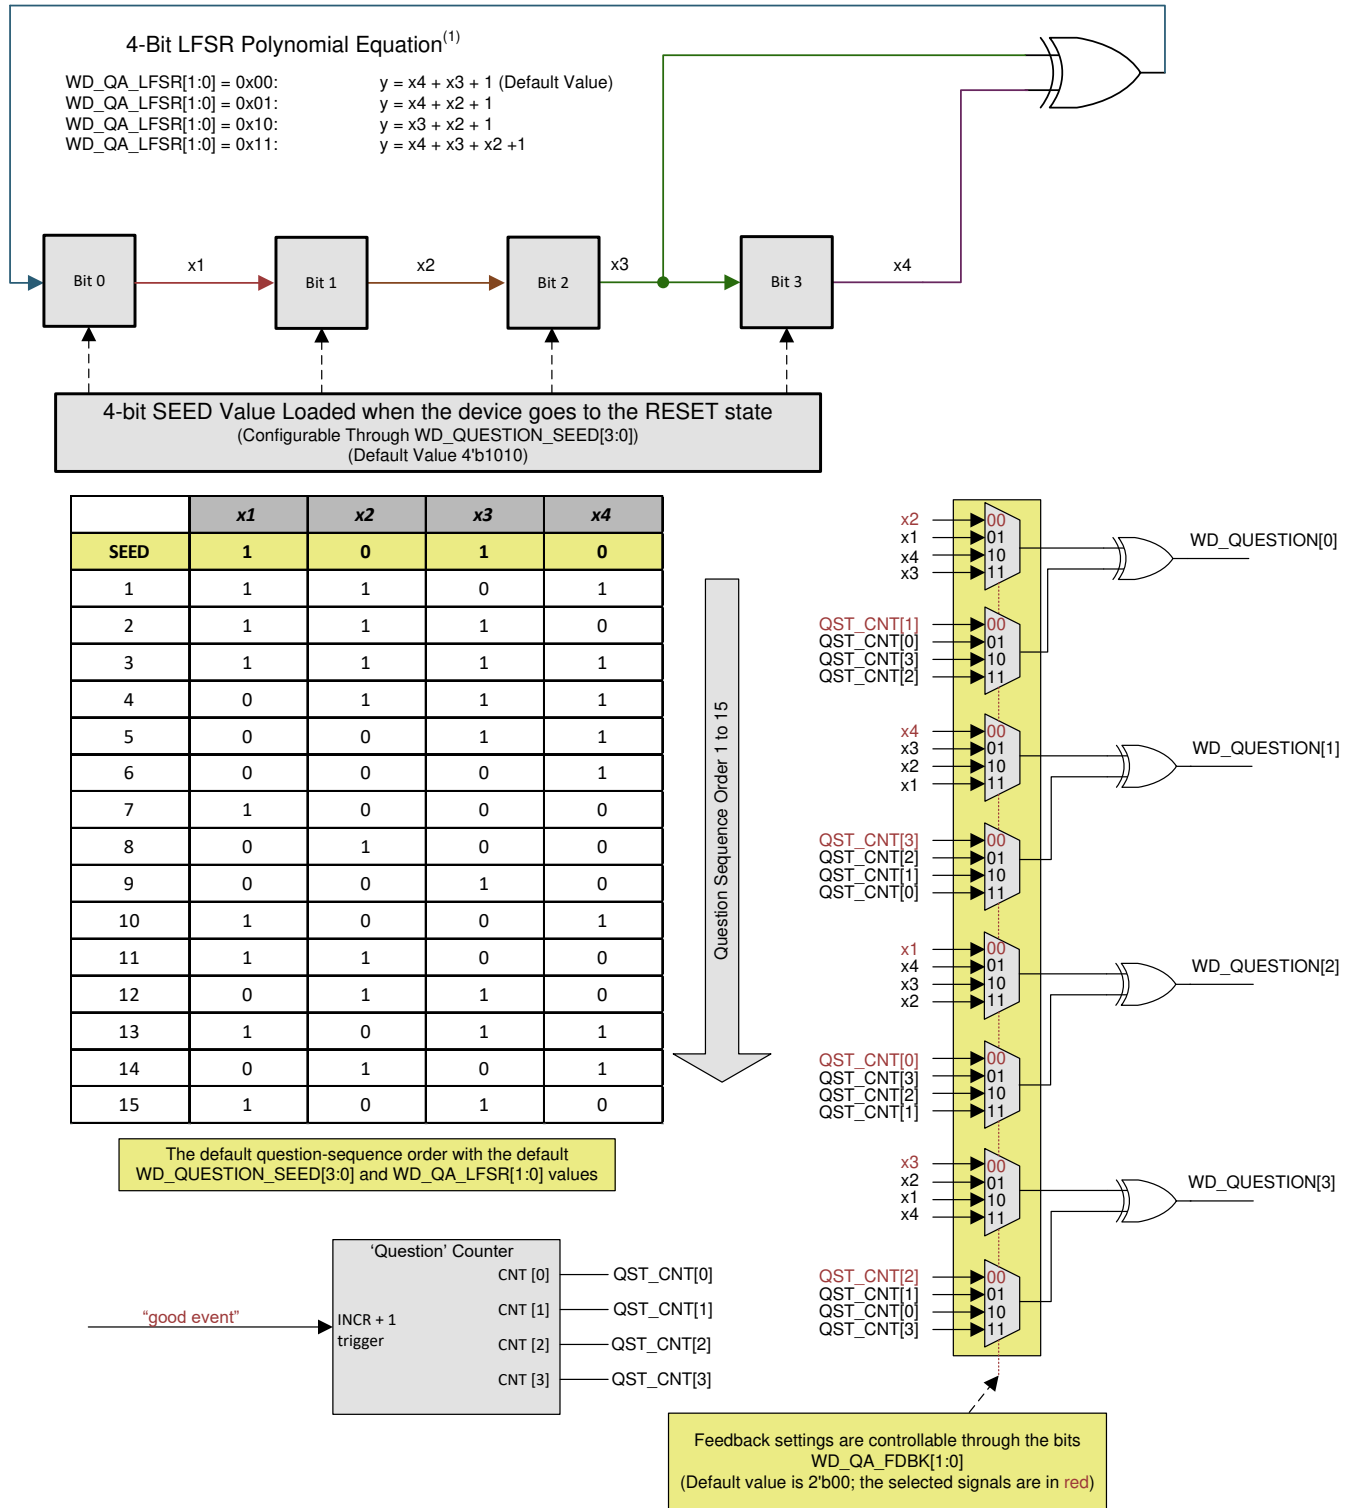 4-Bit LFSR Polynomial Equation(1)
WD_QA_LFSR[1:0] = 0x00: y = x4 + x3 + 1 (Default Value)
WD_QA_LFSR[1:0] = 0x01: y = x4 + x2 + 1
WD_QA_LFSR[1:0] = 0x10: y = x3 + x2 + 1
WD_QA_LFSR[1:0] = 0x11: y = x4 + x3 + x2 +1
Bit 0 x1 Bit 1 x2 Bit 2 x3 Bit 3 x4
4-bit SEED Value Loaded when the device goes to the RESET state
(Configurable Through WD_QUESTION_SEED[3:0])
(Default Value 4'b1010)
x1 x2 x3 x4
SEED 1 0 1 0
1 1 1 0 1
2 1 1 1 0
3 1 1 1 1
4 0 1 1 1
5 0 0 1 1
6 0 0 0 1
7 1 0 0 0
8 0 1 0 0
9 0 0 1 0
10 1 0 0 1
11 1 1 0 0
12 0 1 1 0
13 1 0 1 1
14 0 1 0 1
15 1 0 1 0
Question Sequence Order 1 to 15
The default question-sequence order with the default
WD_QUESTION_SEED[3:0] and WD_QA_LFSR[1:0] values
x2 00
x1 01
x4 10
x3 11
WD_QUESTION[0]
QST_CNT[1] 00
QST_CNT[0] 01
QST_CNT[3] 10
QST_CNT[2] 11
x4 00
x3 01
x2 10
x1 11
WD_QUESTION[1]
QST_CNT[3] 00
QST_CNT[2] 01
QST_CNT[1] 10
QST_CNT[0] 11
x1 00
x4 01
x3 10
x2 11
WD_QUESTION[2]
QST_CNT[0] 00
QST_CNT[3] 01
QST_CNT[2] 10
QST_CNT[1] 11
x3 00
x2 01
x1 10
x4 11
WD_QUESTION[3]
QST_CNT[2] 00
QST_CNT[1] 01
QST_CNT[0] 10
QST_CNT[3] 11
'Question' Counter
"good event"
INCR + 1
trigger
CNT [0] QST_CNT[0]
CNT [1] QST_CNT[1]
CNT [2] QST_CNT[2]
CNT [3] QST_CNT[3]
Feedback settings are controllable through the bits
WD_QA_FDBK[1:0]
(Default value is 2'b00; the selected signals are in red)